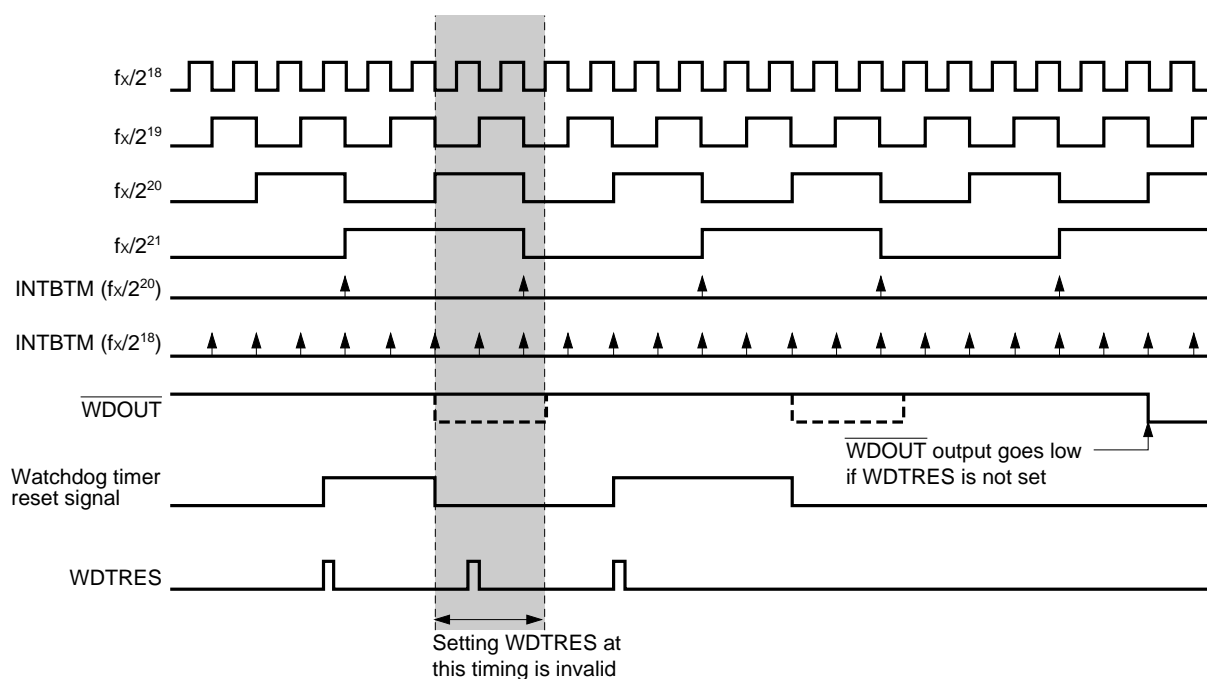 fX/2¹⁸
fX/2¹⁹
fX/2²⁰
fX/2²¹
INTBTM (fX/2²⁰)
INTBTM (fX/2¹⁸)
WDOUT
WDOUT output goes low
if WDTRES is not set
Watchdog timer
reset signal
WDTRES
Setting WDTRES at
this timing is invalid